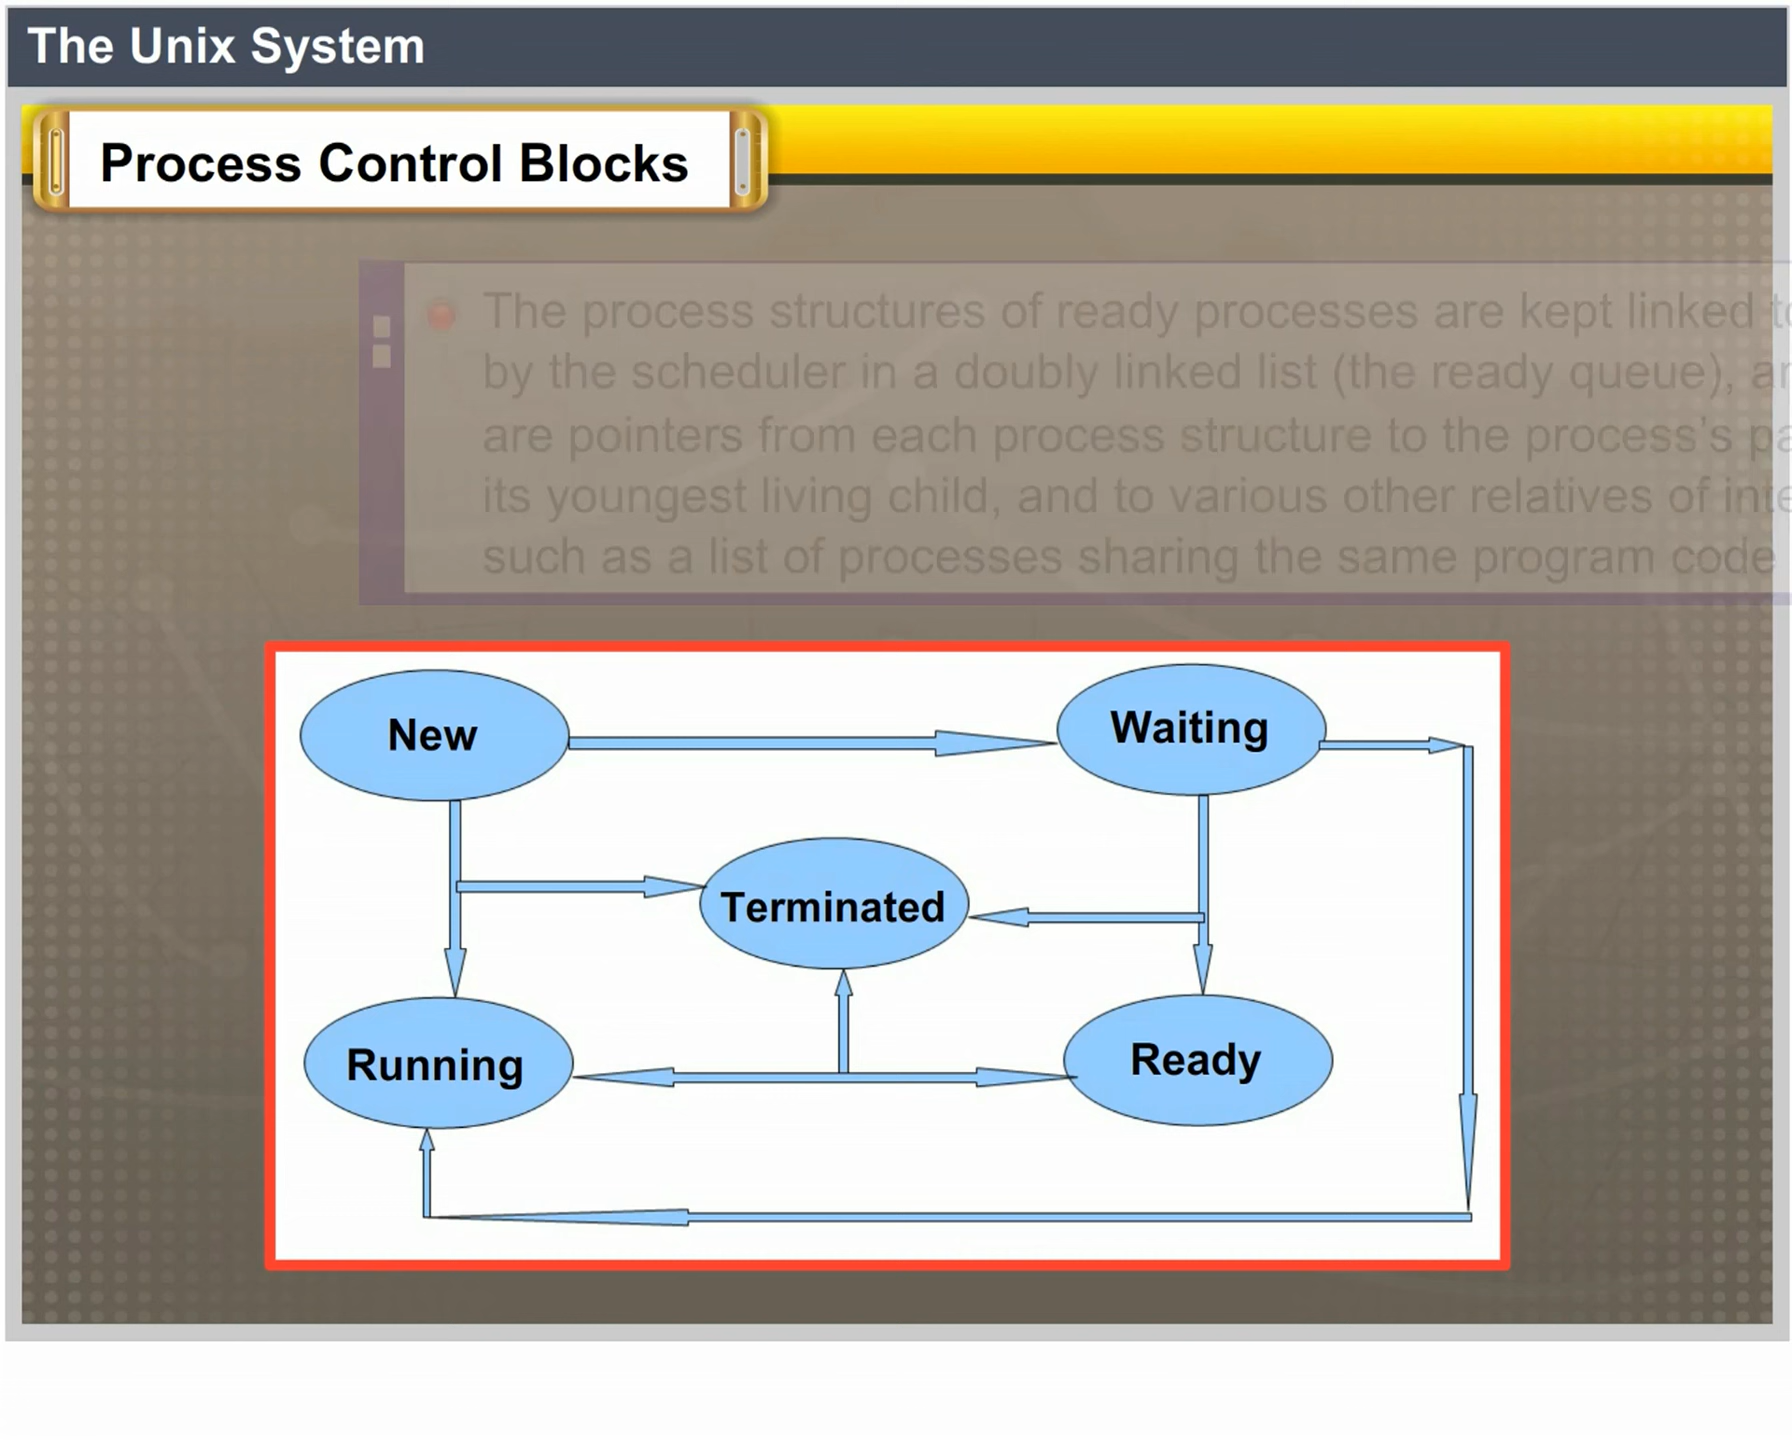 The Unix System
Process Control Blocks
The process structures of ready processes are kept linked
by the scheduler in a doubly linked list (the ready queue),
are pointers from each process structure to the process's
its youngest living child, and to various other relatives of
such as a list of processes sharing the same program code
New
Waiting
Terminated
Running
Ready